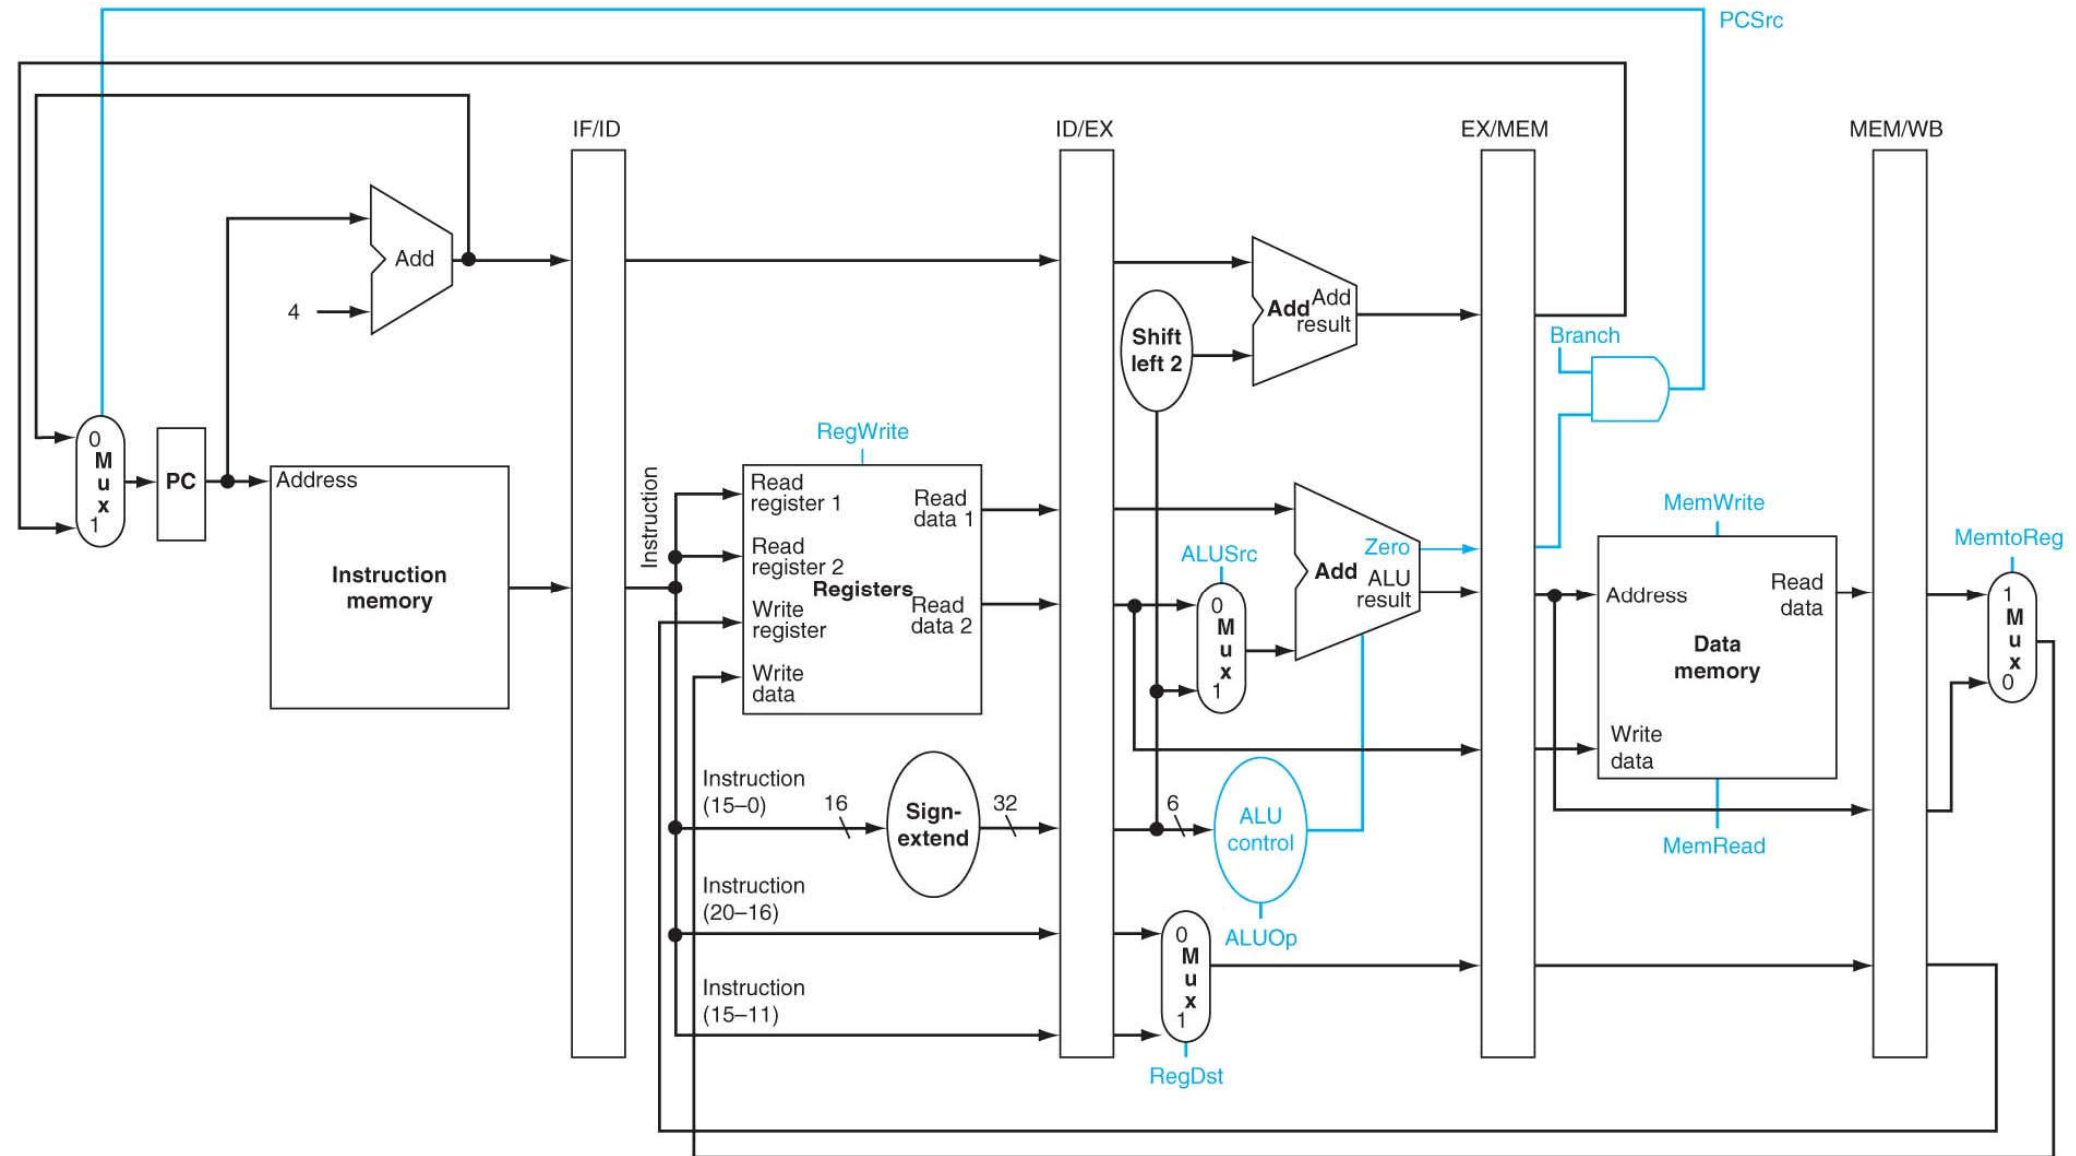 PCSrc
IF/ID
ID/EX
EX/MEM
MEM/WB
Add
4
Add
Add
result
Shift
left 2
Branch
0
M
u
x
1
PC
Address
Instruction
memory
Instruction
RegWrite
Read
register 1
Read
data 1
Read
register 2
Registers
Write
register
Read
data 2
Write
data
ALUSrc
0
M
u
x
1
Zero
Add
ALU
result
MemWrite
Address
Read
data
Data
memory
Write
data
MemRead
MemtoReg
1
M
u
x
0
Instruction
(15–0)
16
Sign-
extend
32
6
ALU
control
ALUOp
Instruction
(20–16)
Instruction
(15–11)
0
M
u
x
1
RegDst